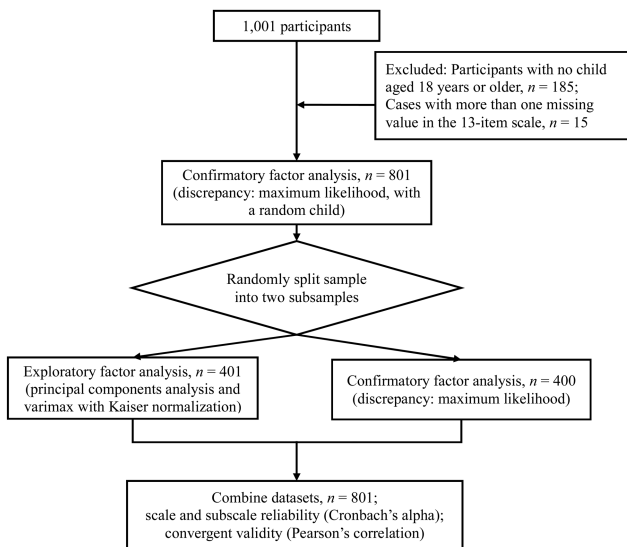 1,001 participants
Excluded: Participants with no child
aged 18 years or older, n = 185;
Cases with more than one missing
value in the 13-item scale, n = 15
Confirmatory factor analysis, n = 801
(discrepancy: maximum likelihood, with
a random child)
Randomly split sample
into two subsamples
Exploratory factor analysis, n = 401
(principal components analysis and
varimax with Kaiser normalization)
Confirmatory factor analysis, n = 400
(discrepancy: maximum likelihood)
Combine datasets, n = 801;
scale and subscale reliability (Cronbach’s alpha);
convergent validity (Pearson’s correlation)